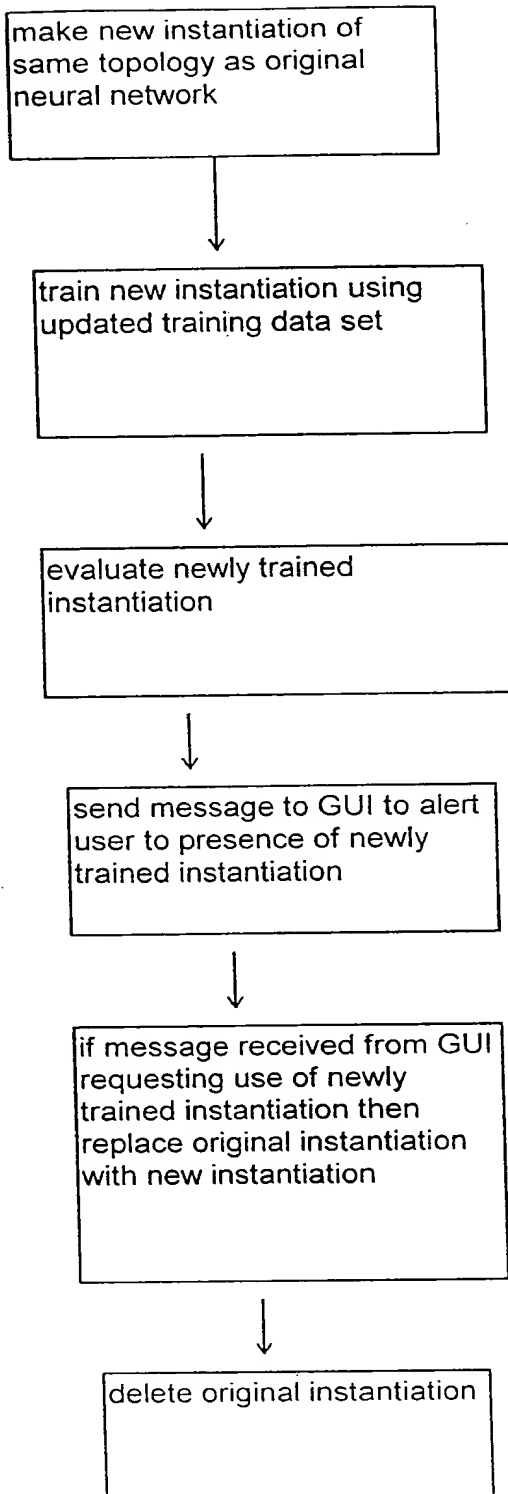 make new instantiation of
same topology as original
neural network
train new instantiation using
updated training data set
evaluate newly trained
instantiation
send message to GUI to alert
user to presence of newly
trained instantiation
if message received from GUI
requesting use of newly
trained instantiation then
replace original instantiation
with new instantiation
delete original instantiation